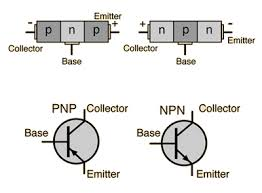 - Emitter + + -
p n p n p n Emitter
Collector Collector
Base Base
PNP Collector NPN Collector
Base Base
Emitter Emitter